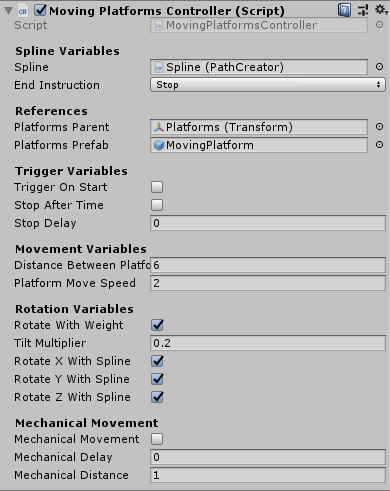 Moving Platforms Controller (Script)
Script MovingPlatformsController
Spline Variables
Spline Spline (PathCreator)
End Instruction Stop
References
Platforms Parent Platforms (Transform)
Platforms Prefab MovingPlatform
Trigger Variables
Trigger On Start
Stop After Time
Stop Delay 0
Movement Variables
Distance Between Platfo 6
Platform Move Speed 2
Rotation Variables
Rotate With Weight
Tilt Multiplier 0.2
Rotate X With Spline
Rotate Y With Spline
Rotate Z With Spline
Mechanical Movement
Mechanical Movement
Mechanical Delay 0
Mechanical Distance 1